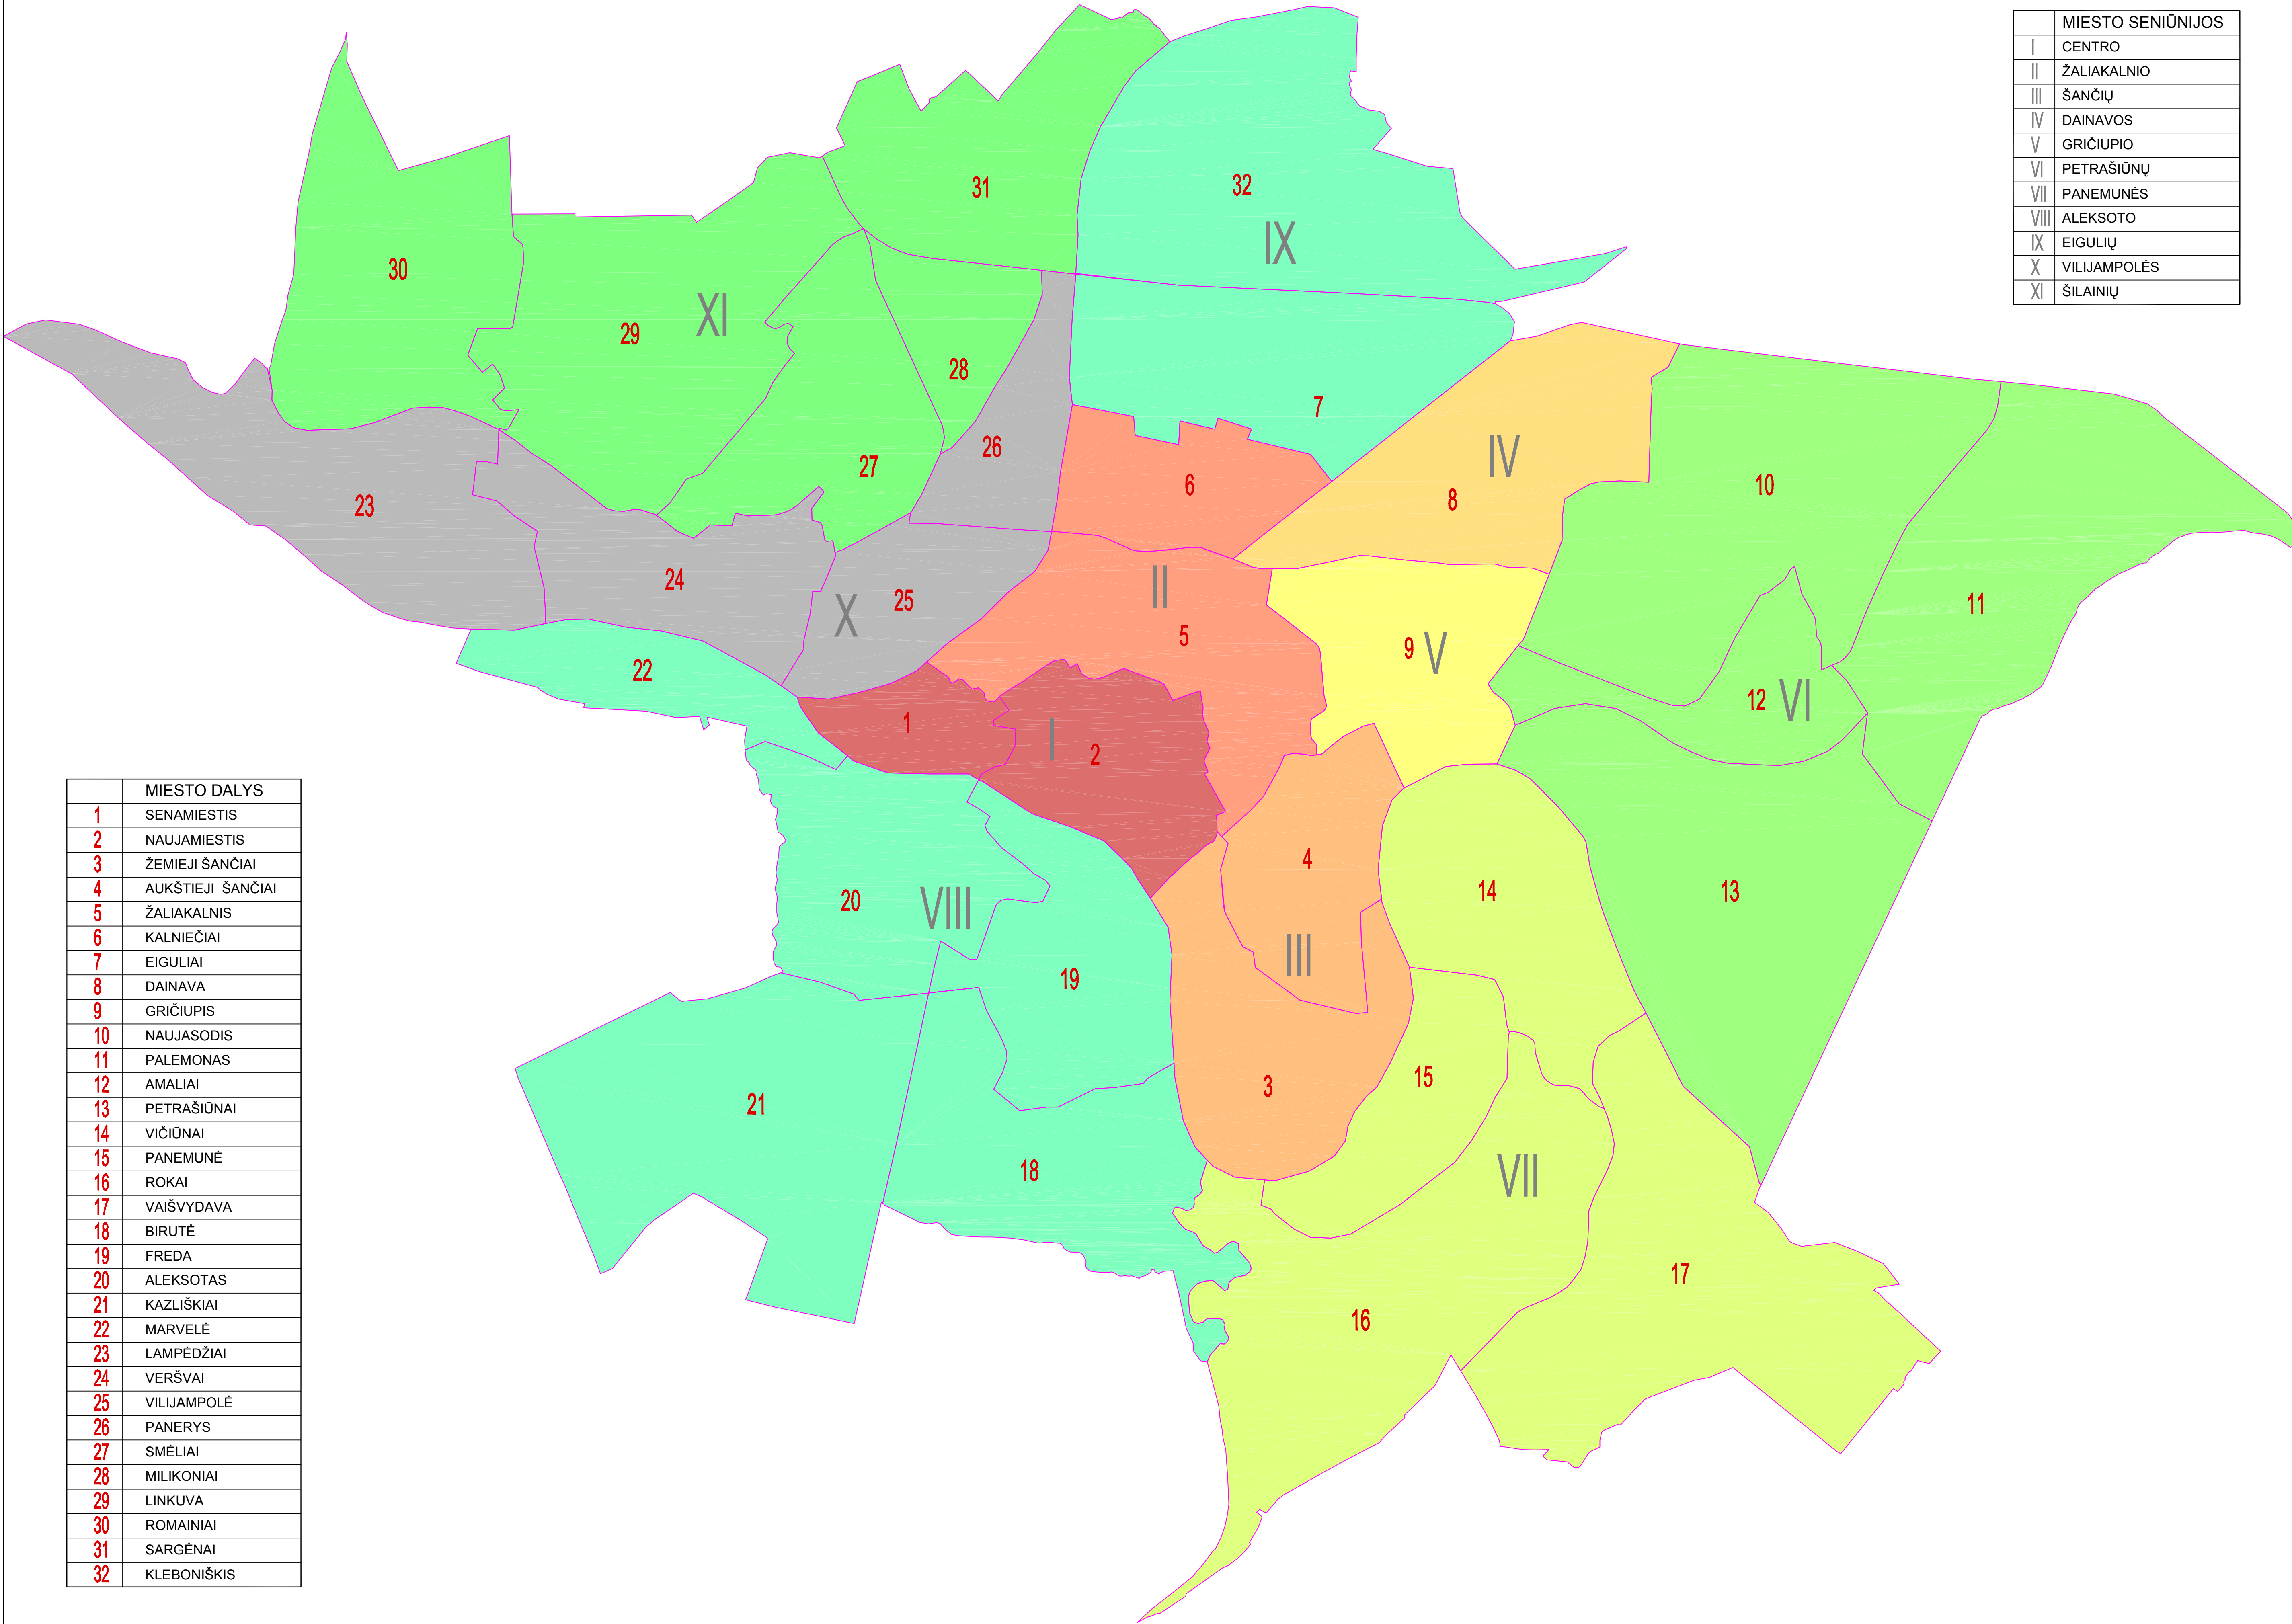 MIESTO SENIŪNIJOS
I CENTRO
II ŽALIAKALNIO
III ŠANČIŲ
IV DAINAVOS
V GRIČIUPIO
VI PETRAŠIŪNŲ
VII PANEMUNĖS
VIII ALEKSOTO
IX EIGULIŲ
X VILIJAMPOLĖS
XI ŠILAINIŲ
31
32
IX
30
XI
29
28
7
26
IV
27
6
10
8
23
24
II
X
25
11
5
9
V
22
12
VI
1
I
2
4
20
VIII
14
13
III
19
15
3
21
18
VII
17
16
MIESTO DALYS
1 SENAMIESTIS
2 NAUJAMIESTIS
3 ŽEMIEJI ŠANČIAI
4 AUKŠTIEJI ŠANČIAI
5 ŽALIAKALNIS
6 KALNIEČIAI
7 EIGULIAI
8 DAINAVA
9 GRIČIUPIS
10 NAUJASODIS
11 PALEMONAS
12 AMALIAI
13 PETRAŠIŪNAI
14 VIČIŪNAI
15 PANEMUNĖ
16 ROKAI
17 VAIŠVYDAVA
18 BIRUTĖ
19 FREDA
20 ALEKSOTAS
21 KAZLIŠKIAI
22 MARVELĖ
23 LAMPĖDŽIAI
24 VERŠVAI
25 VILIJAMPOLĖ
26 PANERYS
27 SMĖLIAI
28 MILIKONIAI
29 LINKUVA
30 ROMAINIAI
31 SARGĖNAI
32 KLEBONIŠKIS